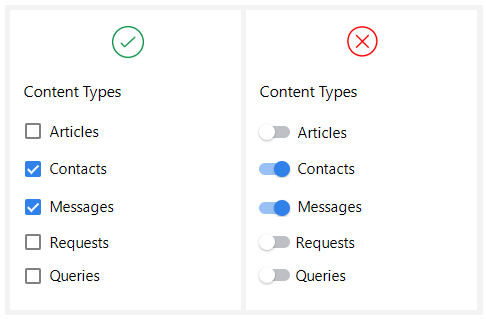 Content Types
Articles
Contacts
Messages
Requests
Queries
Content Types
Articles
Contacts
Messages
Requests
Queries